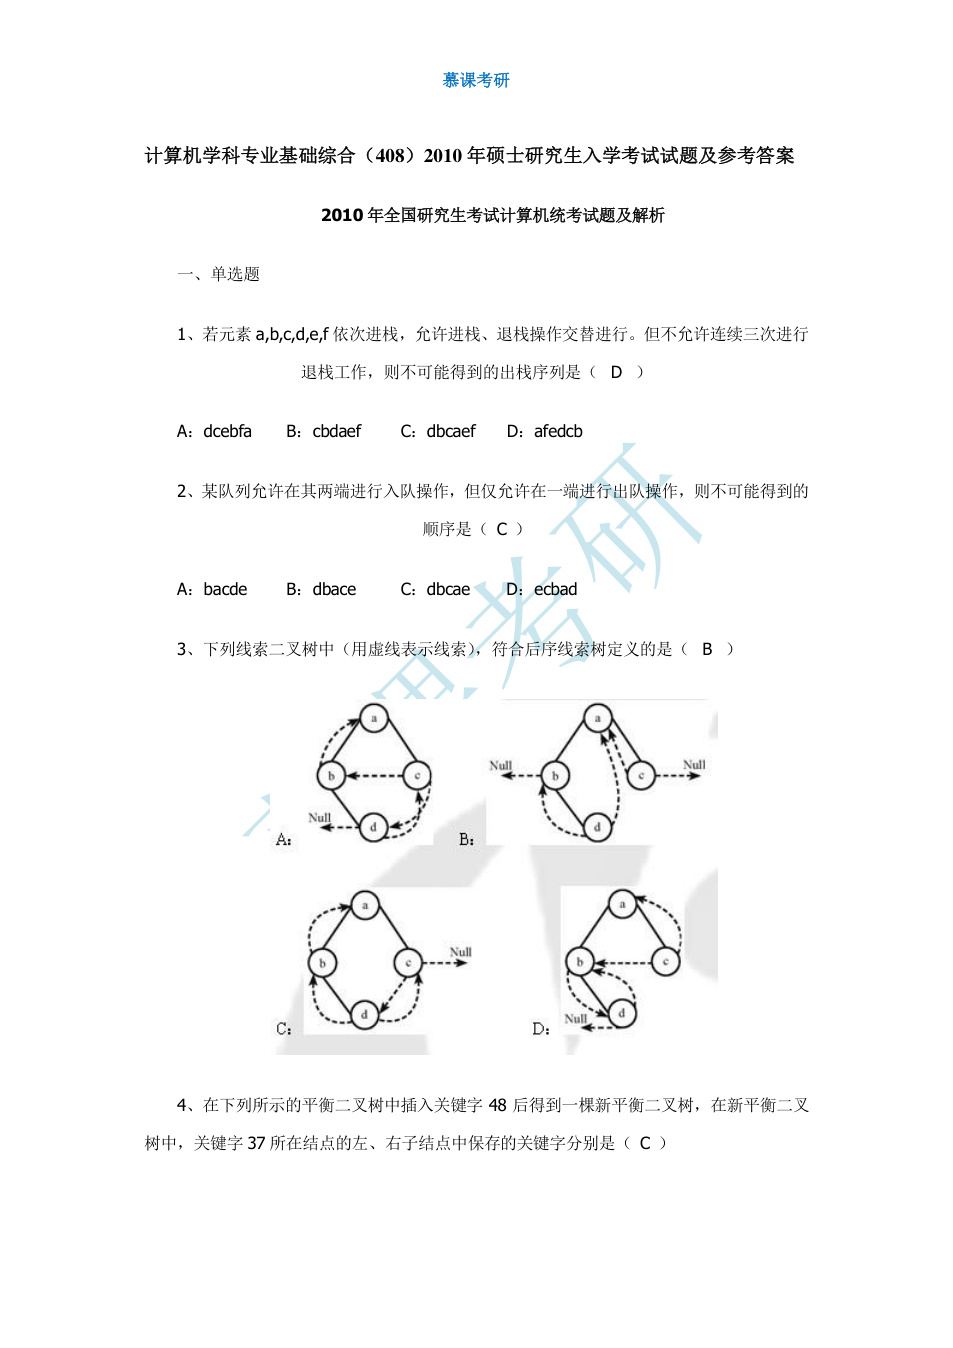 慕课考研
计算机学科专业基础综合（408）2010 年硕士研究生入学考试试题及参考答案
2010 年全国研究生考试计算机统考试题及解析
一、单选题
1、若元素 a,b,c,d,e,f 依次进栈，允许进栈、退栈操作交替进行。但不允许连续三次进行
退栈工作，则不可能得到的出栈序列是（ D ）
A：dcebfa B：cbdaef C：dbcaef D：afedcb
2、某队列允许在其两端进行入队操作，但仅允许在一端进行出队操作，则不可能得到的
顺序是（ C ）
A：bacde B：dbace C：dbcae D：ecbad
3、下列线索二叉树中（用虚线表示线索），符合后序线索树定义的是（ B ）
a
b
c
d
Null
A:
a
Null
b
c
Null
d
B:
a
b
c
Null
d
C:
a
b
c
d
Null
D:
4、在下列所示的平衡二叉树中插入关键字 48 后得到一棵新平衡二叉树，在新平衡二叉
树中，关键字 37 所在结点的左、右子结点中保存的关键字分别是（ C ）